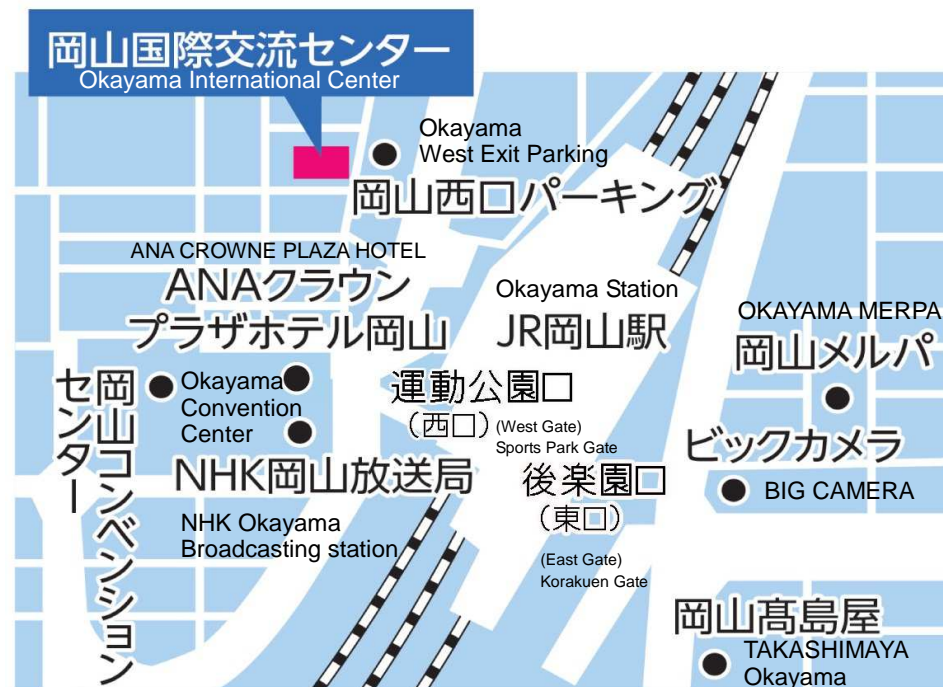 岡山国際交流センター
Okayama International Center
Okayama
West Exit Parking
岡山西口パーキング
ANA CROWNE PLAZA HOTEL
ANAクラウン
プラザホテル岡山
Okayama Station
JR岡山駅
OKAYAMA MERPA
岡山メルパ
岡山コンベンション
センター
Okayama
Convention
Center
運動公園口
(西口)
(West Gate)
Sports Park Gate
ビックカメラ
BIG CAMERA
NHK岡山放送局
NHK Okayama
Broadcasting station
後楽園口
(東口)
(East Gate)
Korakuen Gate
岡山髙島屋
TAKASHIMAYA
Okayama